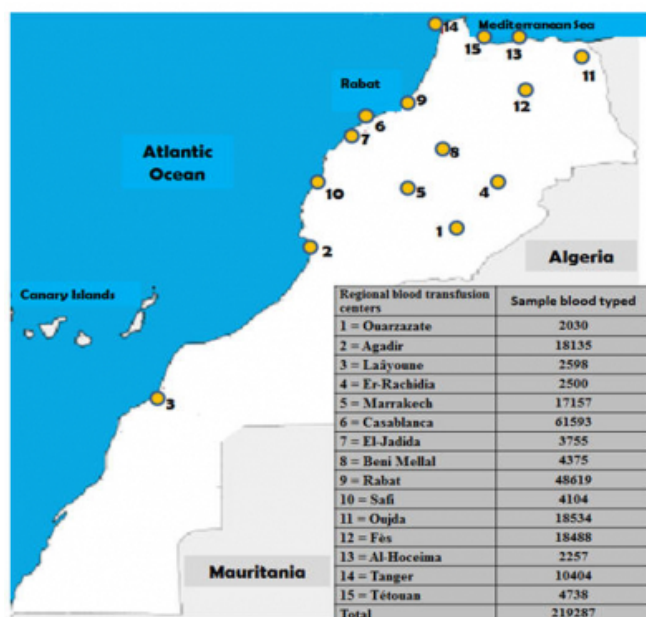 14
Mediterranean Sea
15
13
11
Rabat
9
12
6
7
8
Atlantic
Ocean
10
5
4
1
2
Algeria
Canary Islands
3
Mauritania
Regional blood transfusion
centers
Sample blood typed
1 = Ouarzazate 2030
2 = Agadir 18135
3 = Laâyoune 2598
4 = Er-Rachidia 2500
5 = Marrakech 17157
6 = Casablanca 61593
7 = El-Jadida 3755
8 = Beni Mellal 4375
9 = Rabat 48619
10 = Safi 4104
11 = Oujda 18534
12 = Fès 18488
13 = Al-Hoceima 2257
14 = Tanger 10404
15 = Tétouan 4738
Total 219287